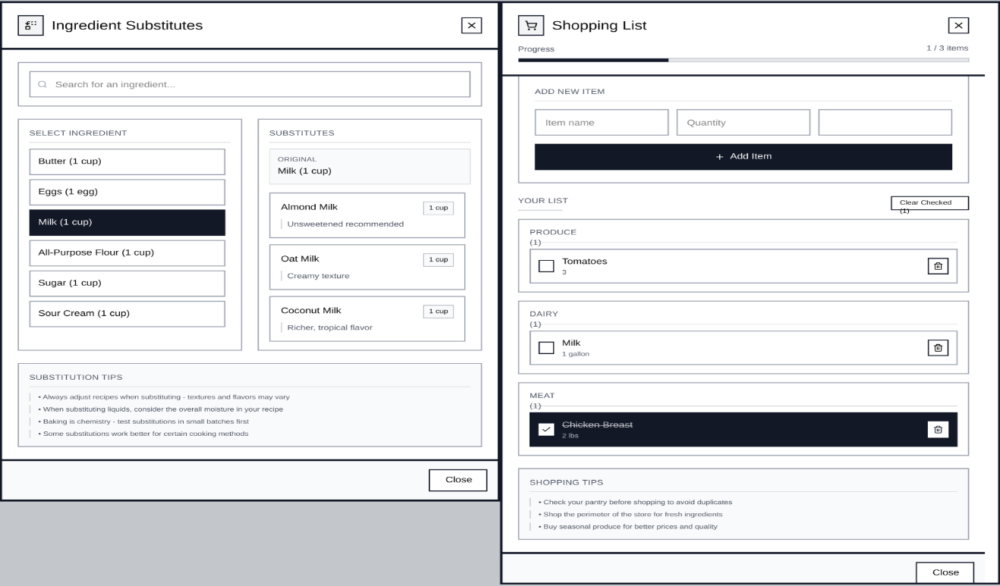 Ingredient Substitutes
Search for an ingredient...
SELECT INGREDIENT
Butter (1 cup)
Eggs (1 egg)
Milk (1 cup)
All-Purpose Flour (1 cup)
Sugar (1 cup)
Sour Cream (1 cup)
SUBSTITUTES
ORIGINAL
Milk (1 cup)
Almond Milk
1 cup
Unsweetened recommended
Oat Milk
1 cup
Creamy texture
Coconut Milk
1 cup
Richer, tropical flavor
SUBSTITUTION TIPS
• Always adjust recipes when substituting - textures and flavors may vary
• When substituting liquids, consider the overall moisture in your recipe
• Baking is chemistry - test substitutions in small batches first
• Some substitutions work better for certain cooking methods
Close
Shopping List
Progress
1 / 3 items
ADD NEW ITEM
Item name
Quantity
+ Add Item
YOUR LIST
Clear Checked
(1)
PRODUCE
(1)
Tomatoes
3
DAIRY
(1)
Milk
1 gallon
MEAT
(1)
Chicken Breast
2 lbs
SHOPPING TIPS
• Check your pantry before shopping to avoid duplicates
• Shop the perimeter of the store for fresh ingredients
• Buy seasonal produce for better prices and quality
Close